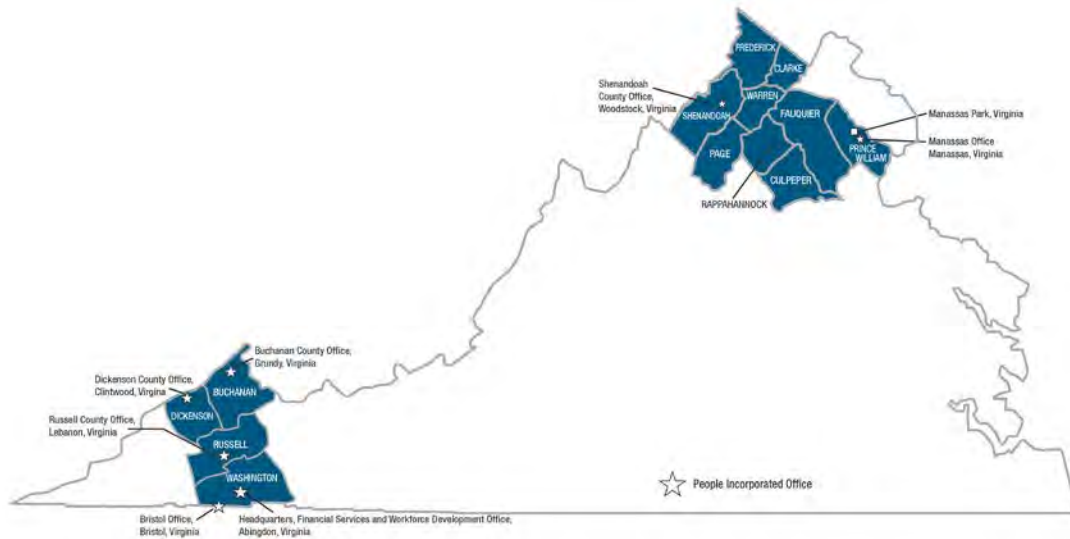 FREDERICK
CLARKE
Shenandoah
County Office,
Woodstock, Virginia
WARREN
SHENANDOAH
FAUQUIER
Manassas Park, Virginia
Manassas Office
Manassas, Virginia
PRINCE
WILLIAM
PAGE
CULPEPER
RAPPAHANNOCK
Buchanan County Office,
Grundy, Virginia
Dickenson County Office,
Clintwood, Virgina
BUCHANAN
DICKENSON
Russell County Office,
Lebanon, Virginia
RUSSELL
WASHINGTON
People Incorporated Office
Bristol Office,
Bristol, Virginia
Headquarters, Financial Services and Workforce Development Office,
Abingdon, Virginia